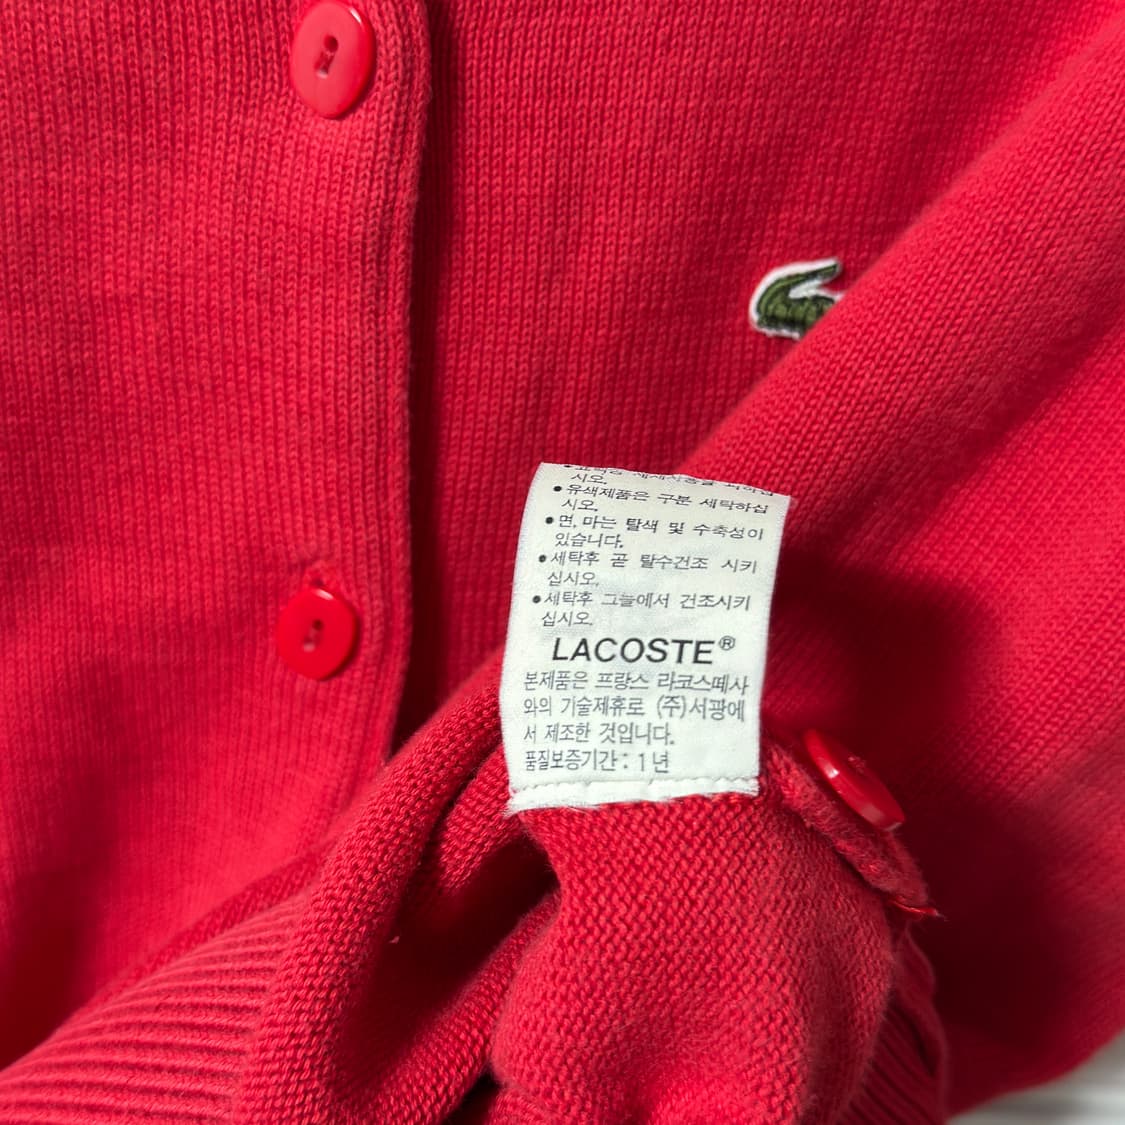 시오.
●유색제품은 구분 세탁하십
시오.
●면, 마는 탈색 및 수축성이
있습니다.
●세탁후 곧 탈수건조 시키
십시오.
●세탁후 그늘에서 건조시키
십시오.
LACOSTE®
본제품은 프랑스 라코스떼사
와의 기술제휴로 (주)서광에
서 제조한 것입니다.
품질보증기간 : 1 년